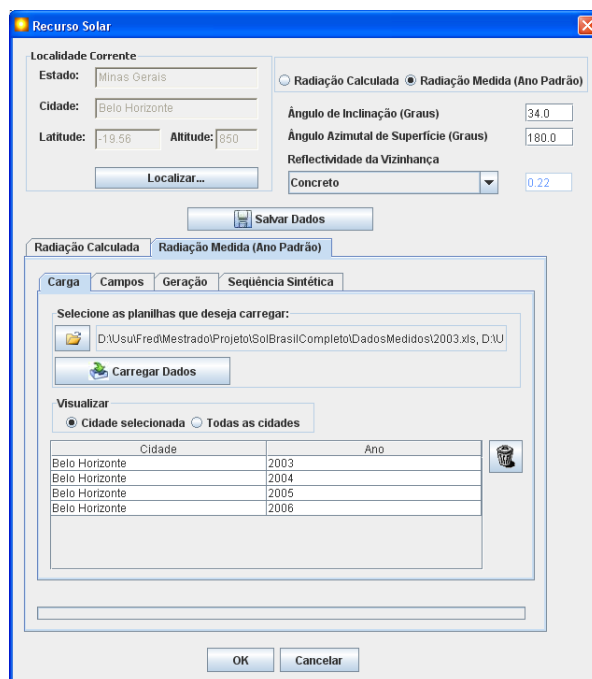 Recurso Solar
Localidade Corrente
Estado: Minas Gerais
Cidade: Belo Horizonte
Latitude: -19.56 Altitude: 850
Localizar...
Radiação Calculada Radiação Medida (Ano Padrão)
Ângulo de Inclinação (Graus) 34.0
Ângulo Azimutal de Superfície (Graus) 180.0
Reflectividade da Vizinhança
Concreto 0.22
Salvar Dados
Radiação Calculada Radiação Medida (Ano Padrão)
Carga Campos Geração Seqüência Sintética
Selecione as planilhas que deseja carregar:
D:\Usu\Fred\Mestrado\Projeto\SolBrasilCompleto\DadosMedidos\2003.xls, D:\U
Carregar Dados
Visualizar
Cidade selecionada Todas as cidades
Cidade Ano
Belo Horizonte 2003
Belo Horizonte 2004
Belo Horizonte 2005
Belo Horizonte 2006
OK Cancelar